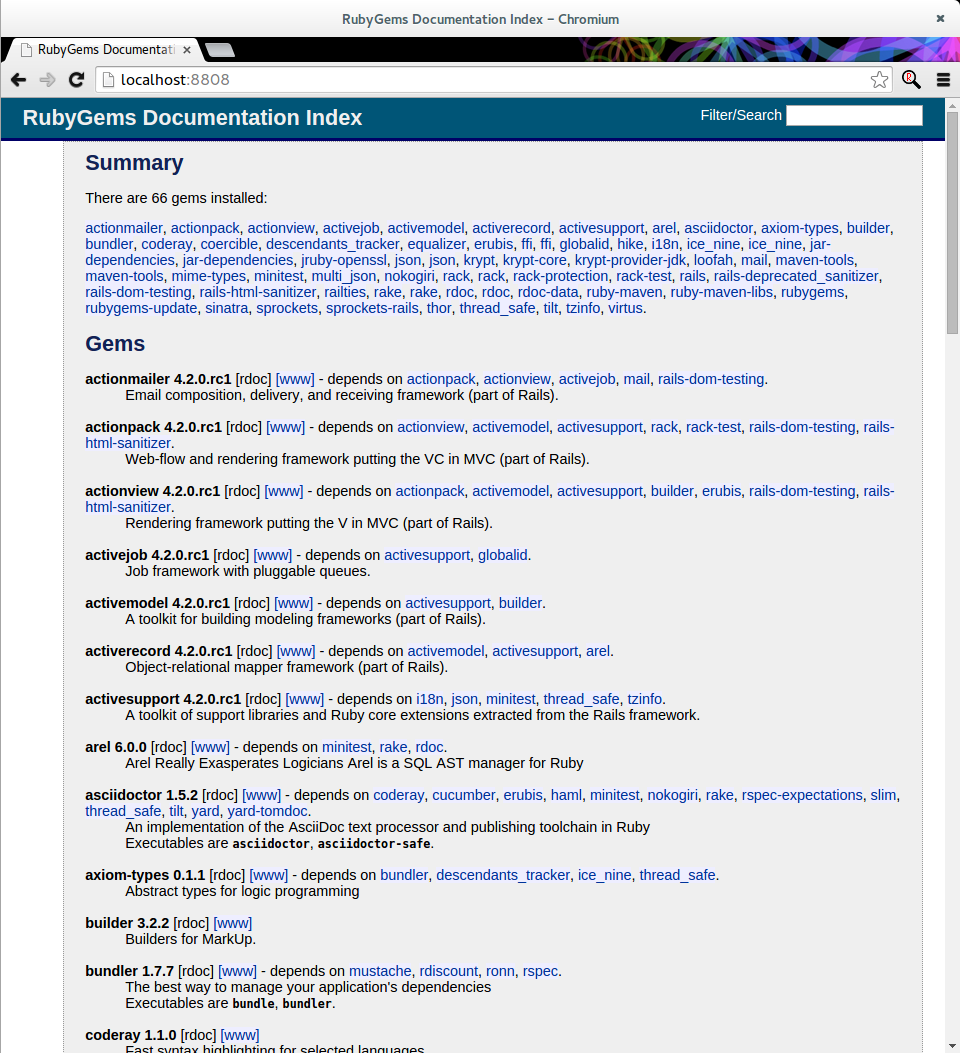 RubyGems Documentation Index - Chromium
RubyGems Documentati
localhost:8808
RubyGems Documentation Index
Filter/Search
Summary
There are 66 gems installed:
actionmailer, actionpack, actionview, activejob, activemodel, activerecord, activesupport, arel, asciidoctor, axiom-types, builder,
bundler, coderay, coercible, descendants_tracker, equalizer, erubis, ffi, ffi, globalid, hike, i18n, ice_nine, ice_nine, jar-
dependencies, jar-dependencies, jruby-openssl, json, json, krypt, krypt-core, krypt-provider-jdk, loofah, mail, maven-tools,
maven-tools, mime-types, minitest, multi_json, nokogiri, rack, rack, rack-protection, rack-test, rails, rails-deprecated_sanitizer,
rails-dom-testing, rails-html-sanitizer, railties, rake, rake, rdoc, rdoc, rdoc-data, ruby-maven, ruby-maven-libs, rubygems,
rubygems-update, sinatra, sprockets, sprockets-rails, thor, thread_safe, tilt, tzinfo, virtus.
Gems
actionmailer 4.2.0.rc1 [rdoc] [www] - depends on actionpack, actionview, activejob, mail, rails-dom-testing.
Email composition, delivery, and receiving framework (part of Rails).
actionpack 4.2.0.rc1 [rdoc] [www] - depends on actionview, activemodel, activesupport, rack, rack-test, rails-dom-testing, rails-
html-sanitizer.
Web-flow and rendering framework putting the VC in MVC (part of Rails).
actionview 4.2.0.rc1 [rdoc] [www] - depends on actionpack, activemodel, activesupport, builder, erubis, rails-dom-testing, rails-
html-sanitizer.
Rendering framework putting the V in MVC (part of Rails).
activejob 4.2.0.rc1 [rdoc] [www] - depends on activesupport, globalid.
Job framework with pluggable queues.
activemodel 4.2.0.rc1 [rdoc] [www] - depends on activesupport, builder.
A toolkit for building modeling frameworks (part of Rails).
activerecord 4.2.0.rc1 [rdoc] [www] - depends on activemodel, activesupport, arel.
Object-relational mapper framework (part of Rails).
activesupport 4.2.0.rc1 [rdoc] [www] - depends on i18n, json, minitest, thread_safe, tzinfo.
A toolkit of support libraries and Ruby core extensions extracted from the Rails framework.
arel 6.0.0 [rdoc] [www] - depends on minitest, rake, rdoc.
Arel Really Exasperates Logicians Arel is a SQL AST manager for Ruby
asciidoctor 1.5.2 [rdoc] [www] - depends on coderay, cucumber, erubis, haml, minitest, nokogiri, rake, rspec-expectations, slim,
thread_safe, tilt, yard, yard-tomdoc.
An implementation of the AsciiDoc text processor and publishing toolchain in Ruby
Executables are asciidoctor, asciidoctor-safe.
axiom-types 0.1.1 [rdoc] [www] - depends on bundler, descendants_tracker, ice_nine, thread_safe.
Abstract types for logic programming
builder 3.2.2 [rdoc] [www]
Builders for MarkUp.
bundler 1.7.7 [rdoc] [www] - depends on mustache, rdiscount, ronn, rspec.
The best way to manage your application's dependencies
Executables are bundle, bundler.
coderay 1.1.0 [rdoc] [www]
Fast syntax highlighting for selected languages.